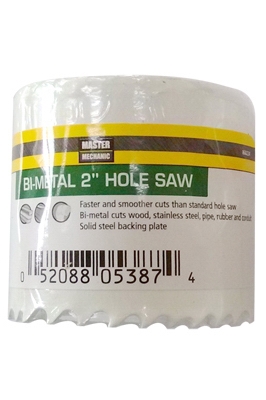 MASTER
MECHANIC
BI-METAL 2" HOLE SAW
Faster and smoother cuts than standard hole saw
Bi-metal cuts wood, stainless steel, pipe, rubber and conduit
Solid steel backing plate
0 52088 05387 4